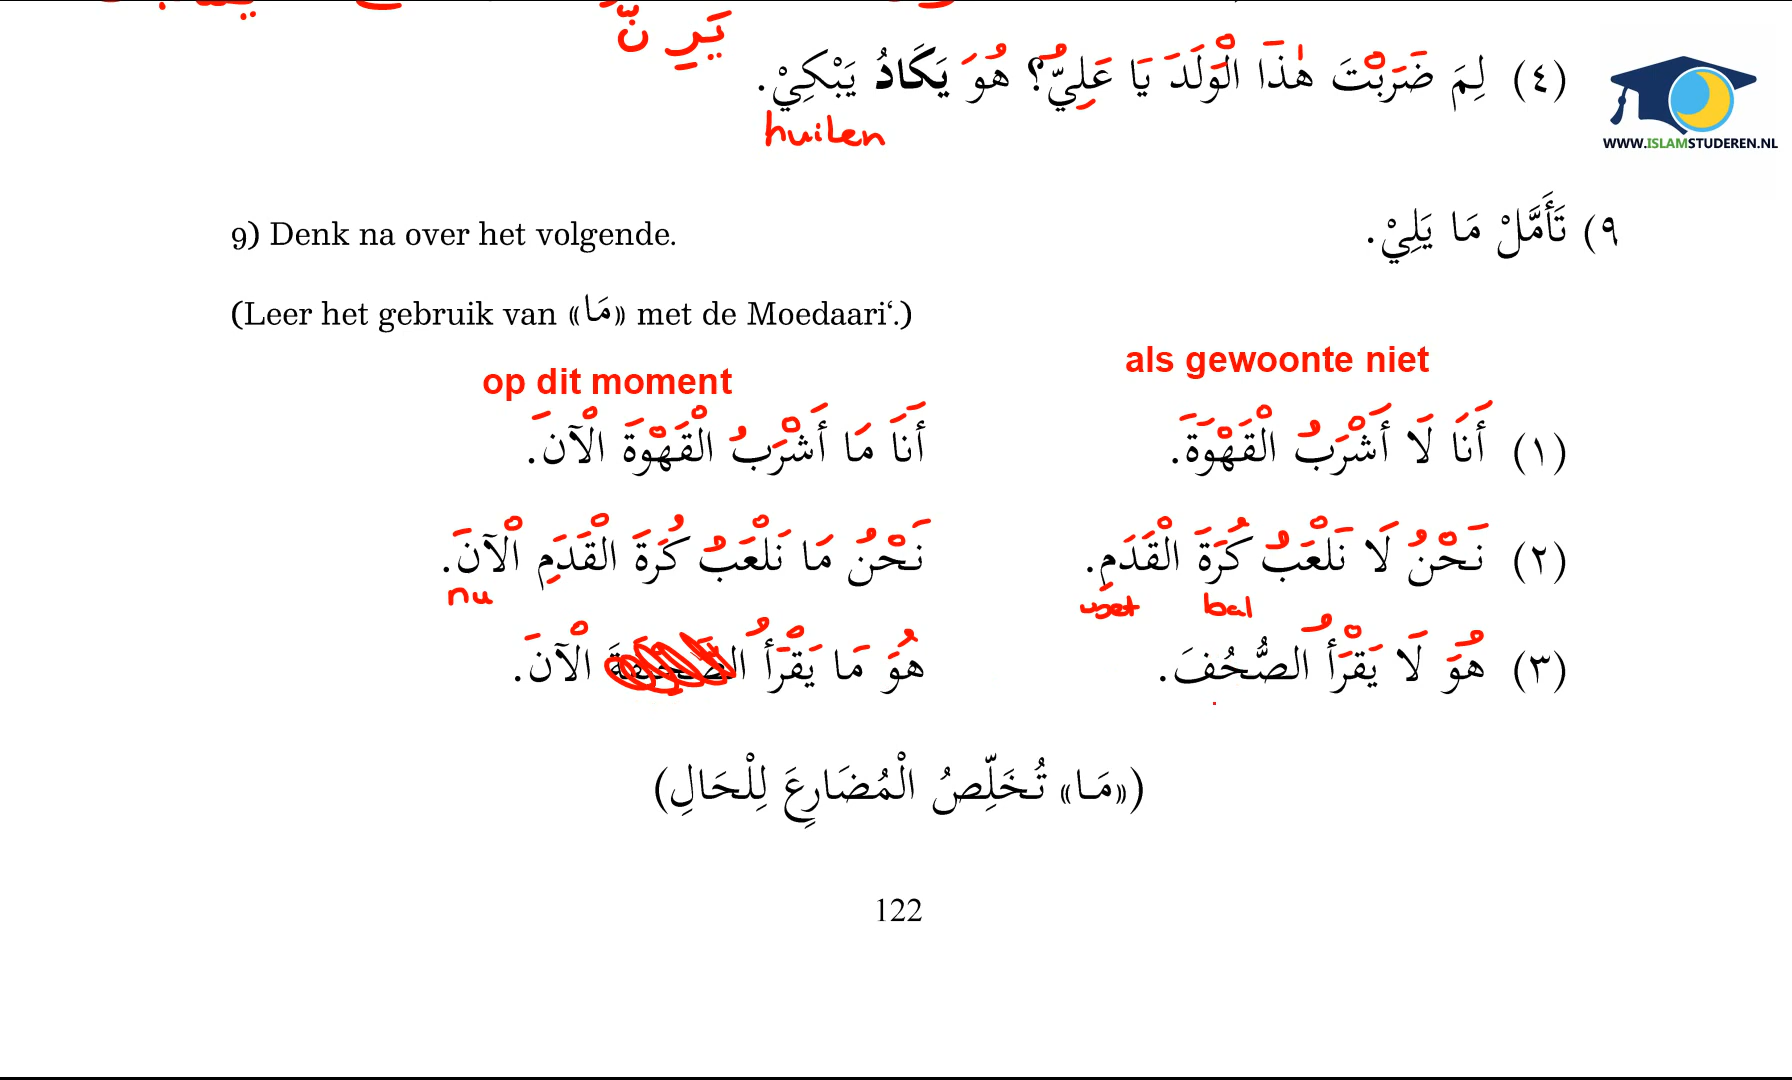 (٤) لِمَ ضَرَبْتَ هٰذَا الْوَلَدَ يَا عَلِيُّ؟ هُوَ يَكَادُ يَبْكِيْ.
huilen
WWW.ISLAMSTUDEREN.NL
٩) تَأَمَّلْ مَا يَلِيْ.
9) Denk na over het volgende.
(Leer het gebruik van «مَا» met de Moedaari‘.)
als gewoonte niet
op dit moment
(١) أَنَا لَا أَشْرَبُ الْقَهْوَةَ. أَنَا مَا أَشْرَبُ الْقَهْوَةَ الْآنَ.
(٢) نَحْنُ لَا نَلْعَبُ كُرَةَ الْقَدَمِ. نَحْنُ مَا نَلْعَبُ كُرَةَ الْقَدَمِ الْآنَ.
bal
nu
(٣) هُوَ لَا يَقْرَأُ الصُّحُفَ. هُوَ مَا يَقْرَأُ الْآنَ.
(«مَا» تُخَلِّصُ الْمُضَارِعَ لِلْحَالِ)
122